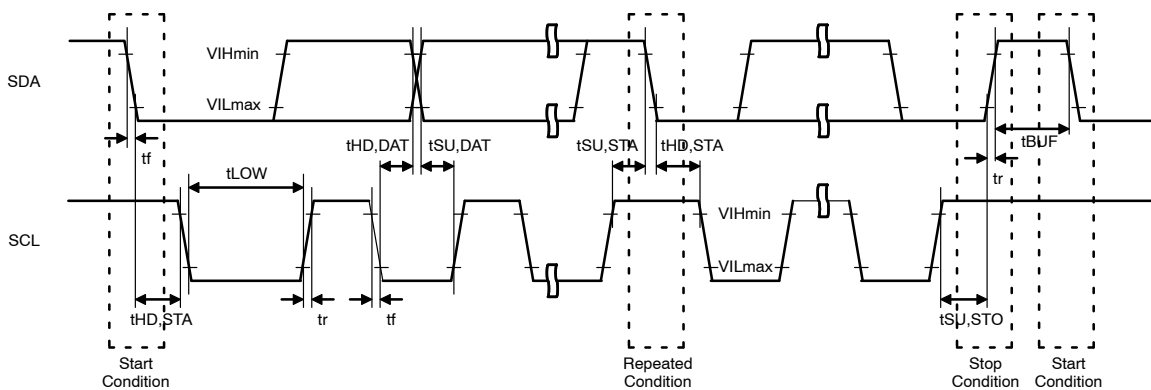 VIHmin
SDA
VILmax
tf
tHD,DAT
tSU,DAT
tSU,STA
tHD,STA
tBUF
tr
tLOW
VIHmin
SCL
VILmax
tHD,STA
tr
tf
tSU,STO
Start
Condition
Repeated
Condition
Stop
Condition
Start
Condition